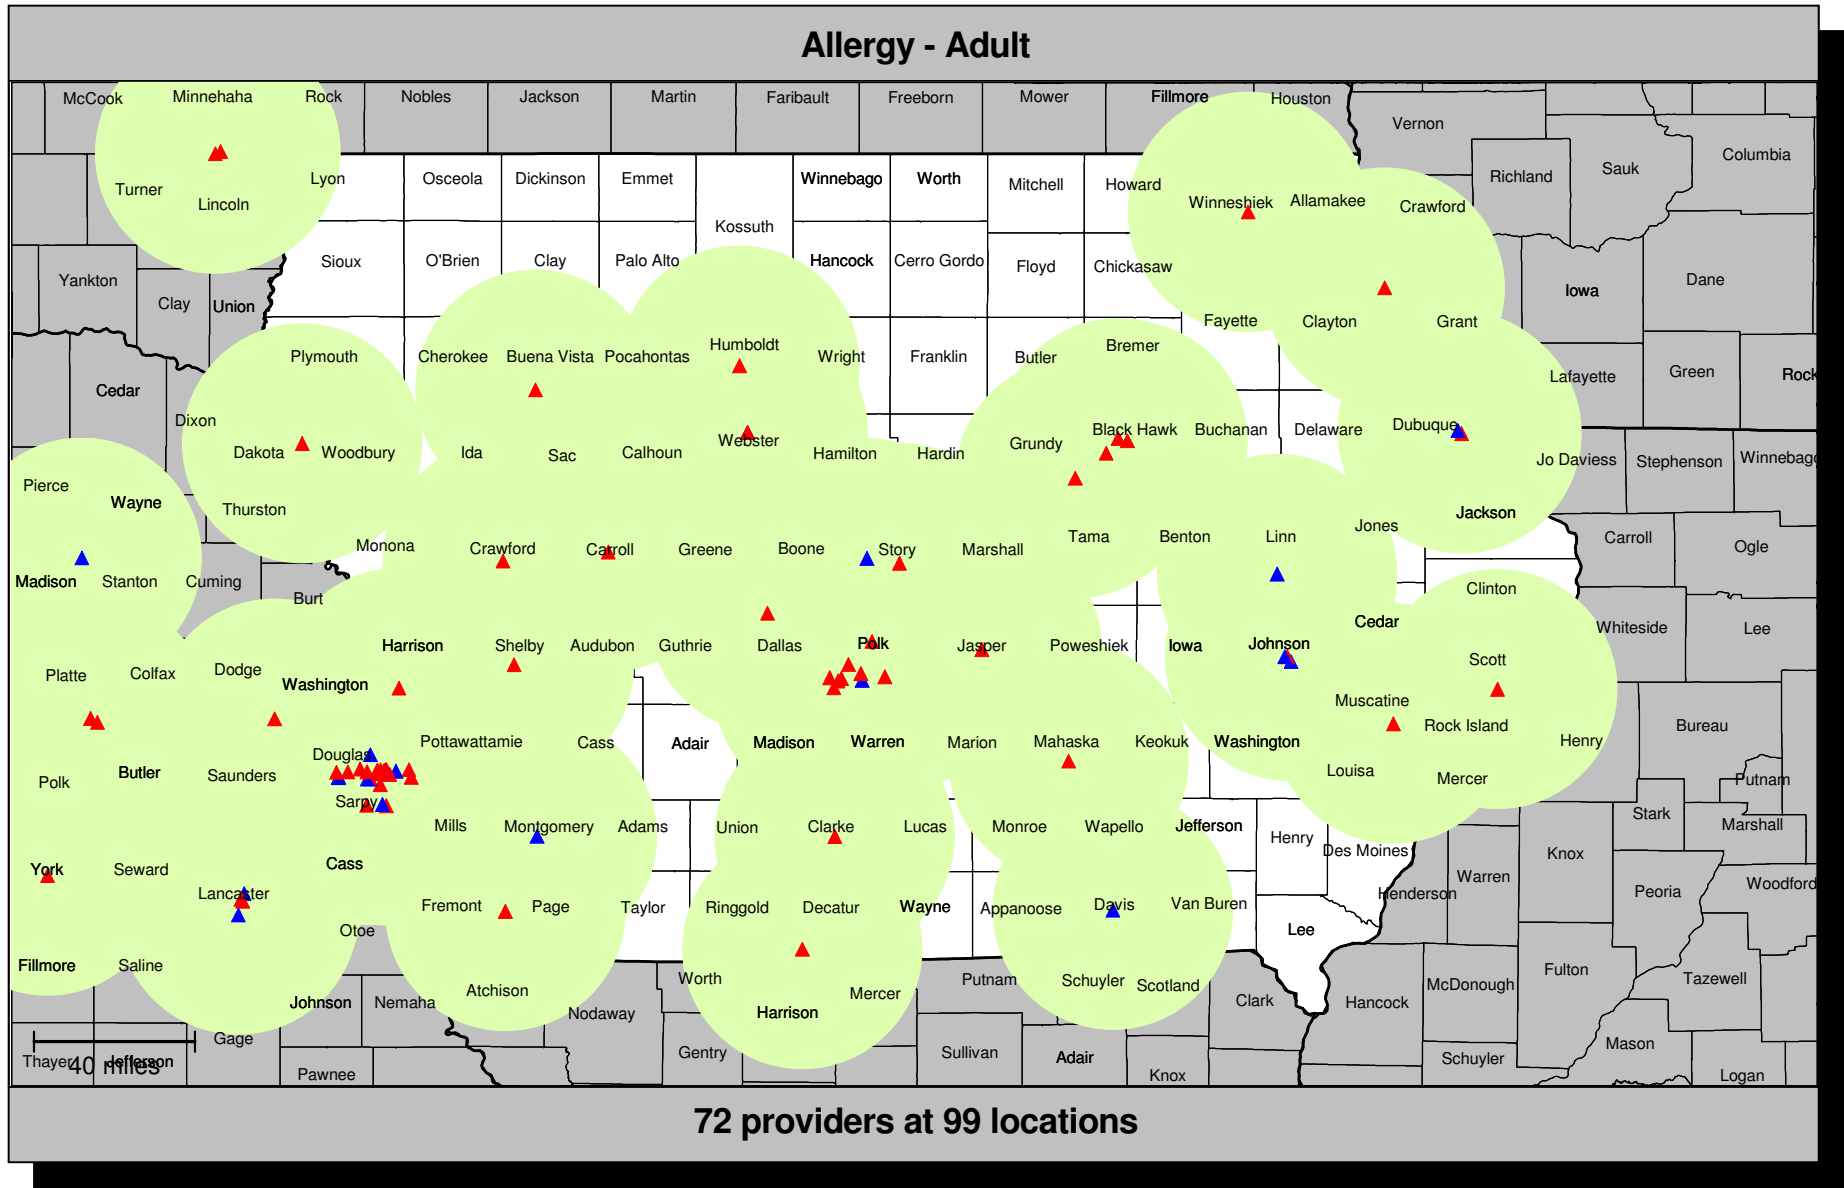 Allergy - Adult
McCook Minnehaha Rock Nobles Jackson Martin Faribault Freeborn Mower Fillmore Houston
Vernon
Columbia
Sauk
Richland
Lyon Osceola Dickinson Emmet Winnebago Worth Mitchell Howard
Turner
Lincoln
Winneshiek Allamakee Crawford
Kossuth
Sioux O'Brien Clay Palo Alto Hancock Cerro Gordo Floyd Chickasaw
Yankton
Clay Union
Dane
Iowa
Fayette Clayton Grant
Plymouth Cherokee Buena Vista Pocahontas Humboldt Wright Franklin Butler Bremer
Lafayette Green Rock
Cedar
Dixon
Dubuque
Dakota Woodbury Ida Sac Calhoun Webster Hamilton Hardin Grundy Black Hawk Buchanan Delaware
Jo Daviess Stephenson Winnebago
Pierce
Wayne
Thurston
Jackson
Jones
Monona Crawford Carroll Greene Boone Story Marshall Tama Benton Linn
Carroll Ogle
Madison Stanton Cuming
Burt
Clinton
Cedar
Whiteside Lee
Harrison Shelby Audubon Guthrie Dallas Polk Jasper Poweshiek Iowa Johnson
Scott
Platte Colfax Dodge
Washington
Muscatine
Rock Island
Bureau
Henry
Pottawattamie Cass Adair Madison Warren Marion Mahaska Keokuk Washington
Douglas
Polk Butler Saunders
Louisa Mercer
Putnam
Sarpy
Stark
Marshall
Mills Montgomery Adams Union Clarke Lucas Monroe Wapello Jefferson Henry
Des Moines
Knox
York Seward Cass
Lancaster
Henderson
Warren
Peoria
Woodford
Fremont Page Taylor Ringgold Decatur Wayne Appanoose Davis Van Buren
Lee
Otoe
Fillmore Saline
Fulton
Tazewell
Atchison Worth Mercer Putnam Schuyler Scotland
McDonough
Johnson Nemaha
Nodaway
Harrison
Clark Hancock
Gage
Mason
Gentry Sullivan Adair
Schuyler
Thayer Jefferson
40 miles
Pawnee
Knox
Logan
72 providers at 99 locations